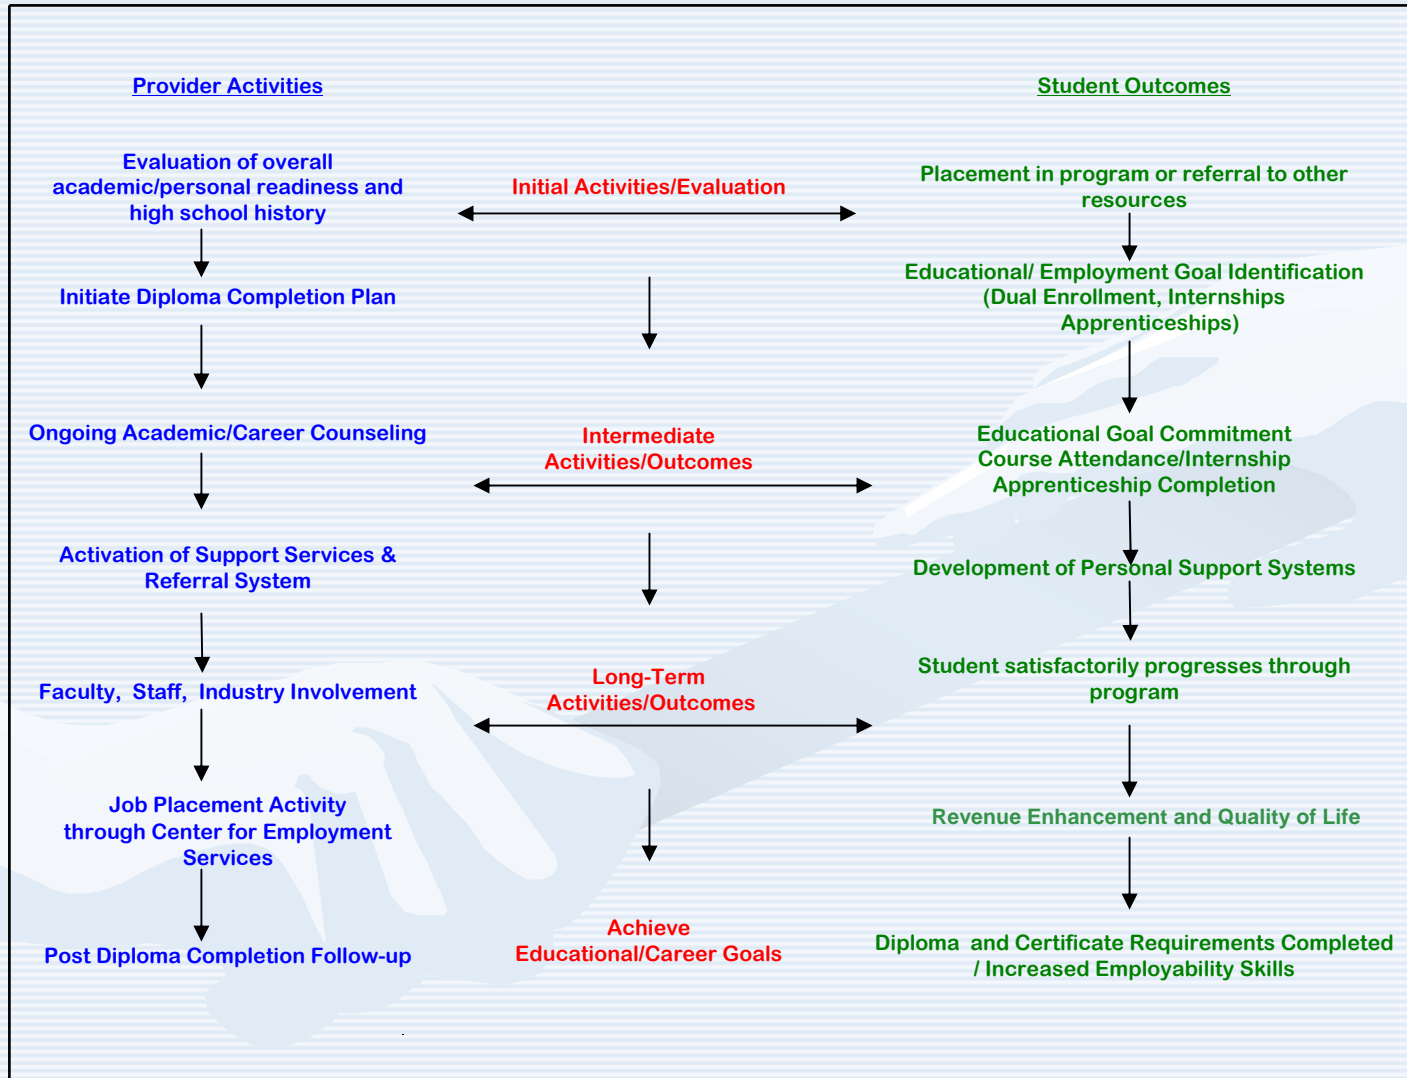 Provider Activities
Evaluation of overall
academic/personal readiness and
high school history
Initiate Diploma Completion Plan
Ongoing Academic/Career Counseling
Activation of Support Services &
Referral System
Faculty, Staff, Industry Involvement
Job Placement Activity
through Center for Employment
Services
Post Diploma Completion Follow-up
Initial Activities/Evaluation
Intermediate
Activities/Outcomes
Long-Term
Activities/Outcomes
Achieve
Educational/Career Goals
Student Outcomes
Placement in program or referral to other
resources
Educational/ Employment Goal Identification
(Dual Enrollment, Internships
Apprenticeships)
Educational Goal Commitment
Course Attendance/Internship
Apprenticeship Completion
Development of Personal Support Systems
Student satisfactorily progresses through
program
Revenue Enhancement and Quality of Life
Diploma and Certificate Requirements Completed
/ Increased Employability Skills